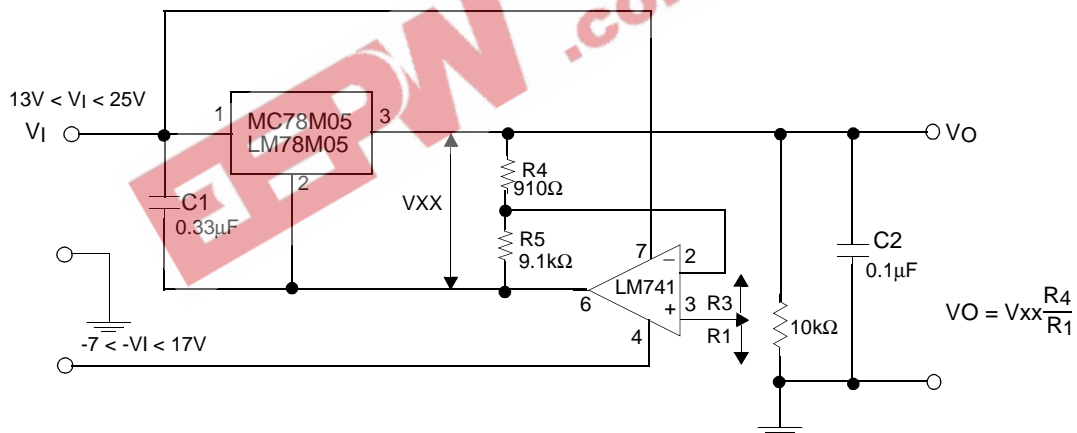 EEPW.com
13V < VI < 25V
VI
1
MC78M05
LM78M05
3
2
VO
C1
0.33μF
VXX
R4
910Ω
R5
9.1kΩ
7
–
2
LM741
6
+
3
4
R3
R1
10kΩ
C2
0.1μF
VO = Vxx R4
R1
-7 < -VI < 17V